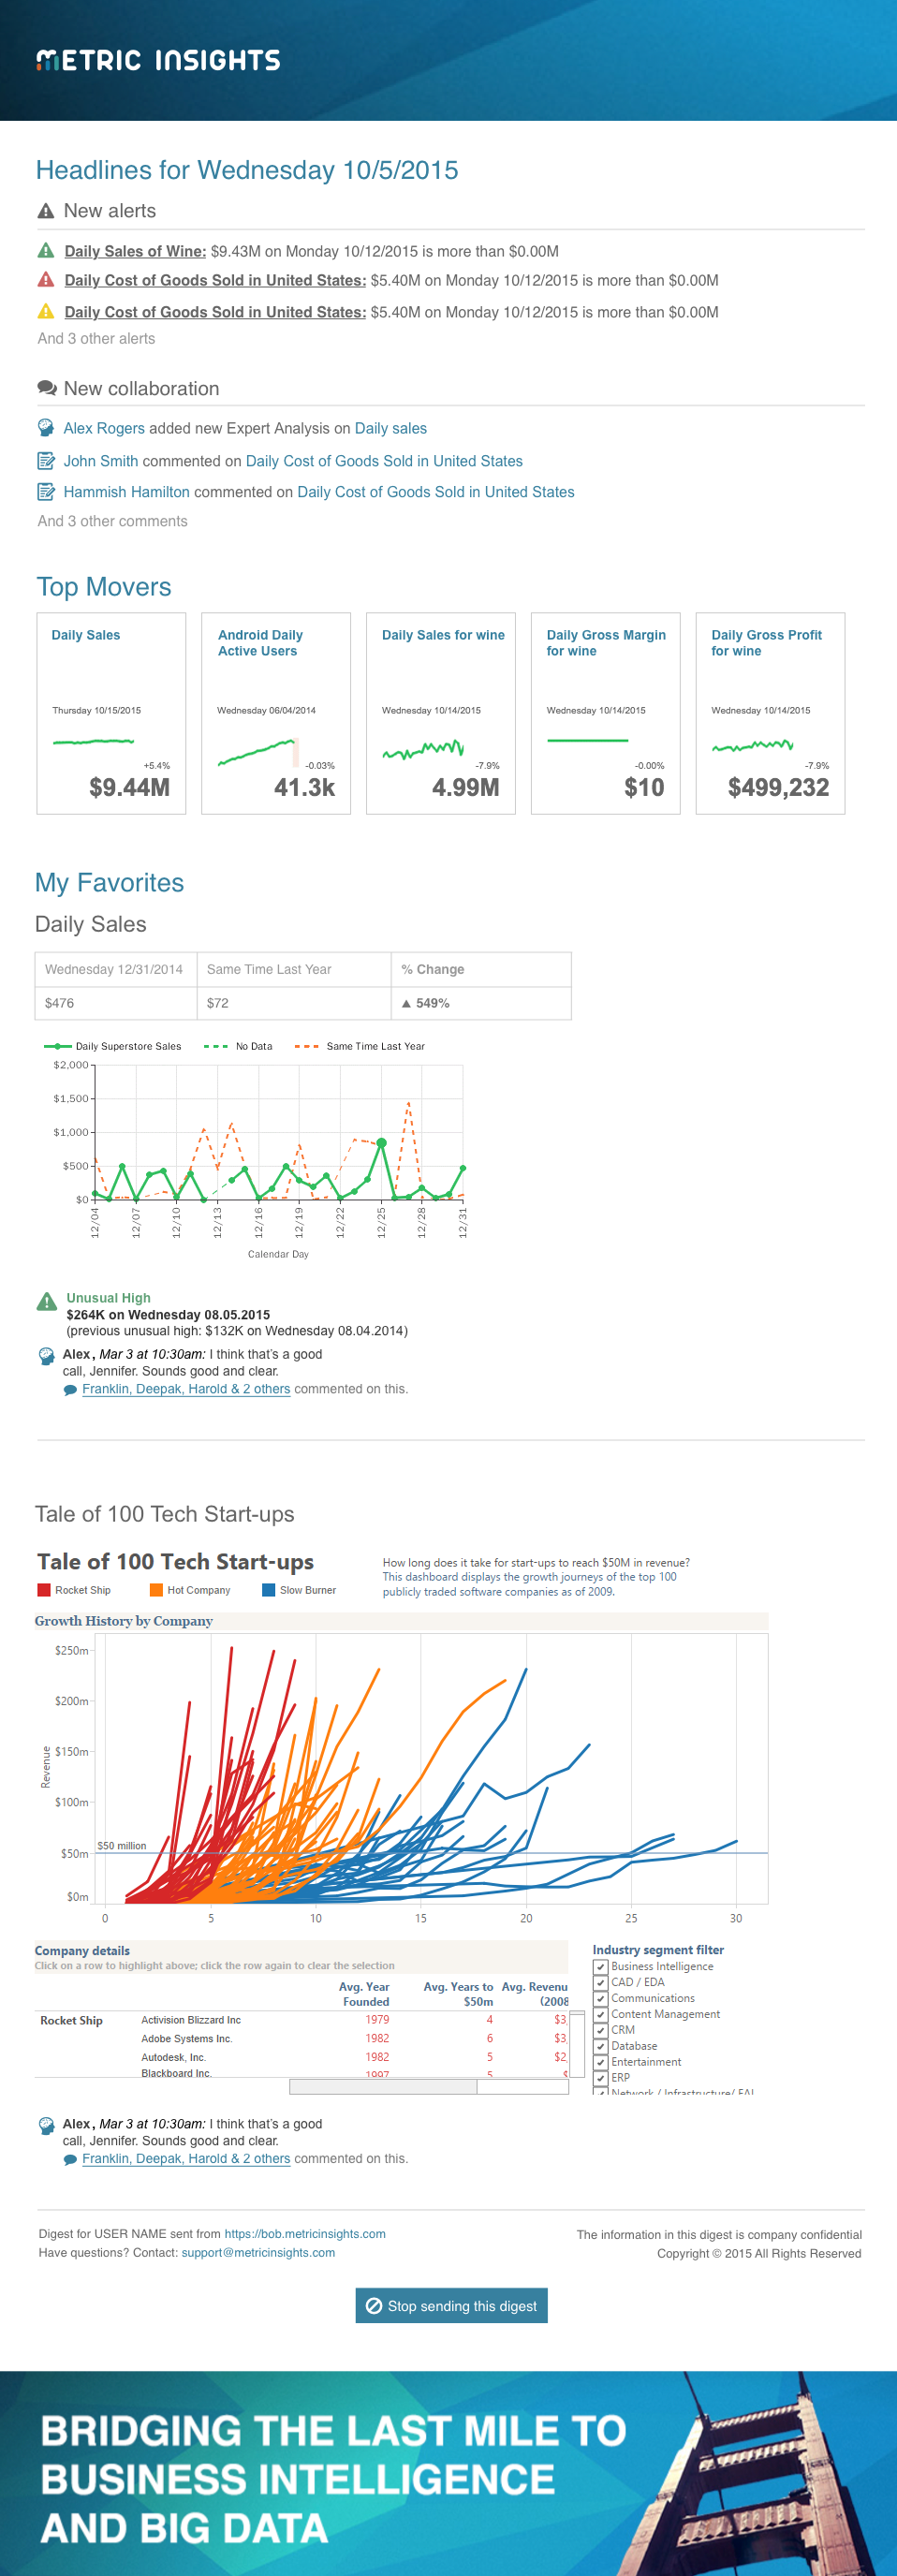 METRIC INSIGHTS
Headlines for Wednesday 10/5/2015
New alerts
Daily Sales of Wine: $9.43M on Monday 10/12/2015 is more than $0.00M
Daily Cost of Goods Sold in United States: $5.40M on Monday 10/12/2015 is more than $0.00M
Daily Cost of Goods Sold in United States: $5.40M on Monday 10/12/2015 is more than $0.00M
And 3 other alerts
New collaboration
Alex Rogers added new Expert Analysis on Daily sales
John Smith commented on Daily Cost of Goods Sold in United States
Hammish Hamilton commented on Daily Cost of Goods Sold in United States
And 3 other comments
Top Movers
Daily Sales
Thursday 10/15/2015
+5.4%
$9.44M
Android Daily
Active Users
Wednesday 06/04/2014
-0.03%
41.3k
Daily Sales for wine
Wednesday 10/14/2015
-7.9%
4.99M
Daily Gross Margin
for wine
Wednesday 10/14/2015
-0.00%
$10
Daily Gross Profit
for wine
Wednesday 10/14/2015
-7.9%
$499,232
My Favorites
Daily Sales
Wednesday 12/31/2014 Same Time Last Year % Change
$476 $72 ▲ 549%
Daily Superstore Sales No Data Same Time Last Year
$2,000
$1,500
$1,000
$500
$0
12/04 12/07 12/10 12/13 12/16 12/19 12/22 12/25 12/28 12/31
Calendar Day
Unusual High
$264K on Wednesday 08.05.2015
(previous unusual high: $132K on Wednesday 08.04.2014)
Alex, Mar 3 at 10:30am: I think that's a good
call, Jennifer. Sounds good and clear.
Franklin, Deepak, Harold & 2 others commented on this.
Tale of 100 Tech Start-ups
Tale of 100 Tech Start-ups
Rocket Ship Hot Company Slow Burner
How long does it take for start-ups to reach $50M in revenue?
This dashboard displays the growth journeys of the top 100
publicly traded software companies as of 2009.
Growth History by Company
Revenue
$250m
$200m
$150m
$100m
$50m
$0m
$50 million
0 5 10 15 20 25 30
Company details
Click on a row to highlight above; click the row again to clear the selection
Avg. Year Avg. Years to Avg. Revenu
Founded $50m (2008
Rocket Ship Activision Blizzard Inc 1979 4 $3,
Adobe Systems Inc. 1982 6 $3,
Autodesk, Inc. 1982 5 $2,
Blackboard Inc. 1997 5
Industry segment filter
Business Intelligence
CAD / EDA
Communications
Content Management
CRM
Database
Entertainment
ERP
Network / Infrastructure/ EAI
Alex, Mar 3 at 10:30am: I think that's a good
call, Jennifer. Sounds good and clear.
Franklin, Deepak, Harold & 2 others commented on this.
Digest for USER NAME sent from https://bob.metricinsights.com
Have questions? Contact: support@metricinsights.com
The information in this digest is company confidential
Copyright © 2015 All Rights Reserved
Stop sending this digest
BRIDGING THE LAST MILE TO
BUSINESS INTELLIGENCE
AND BIG DATA